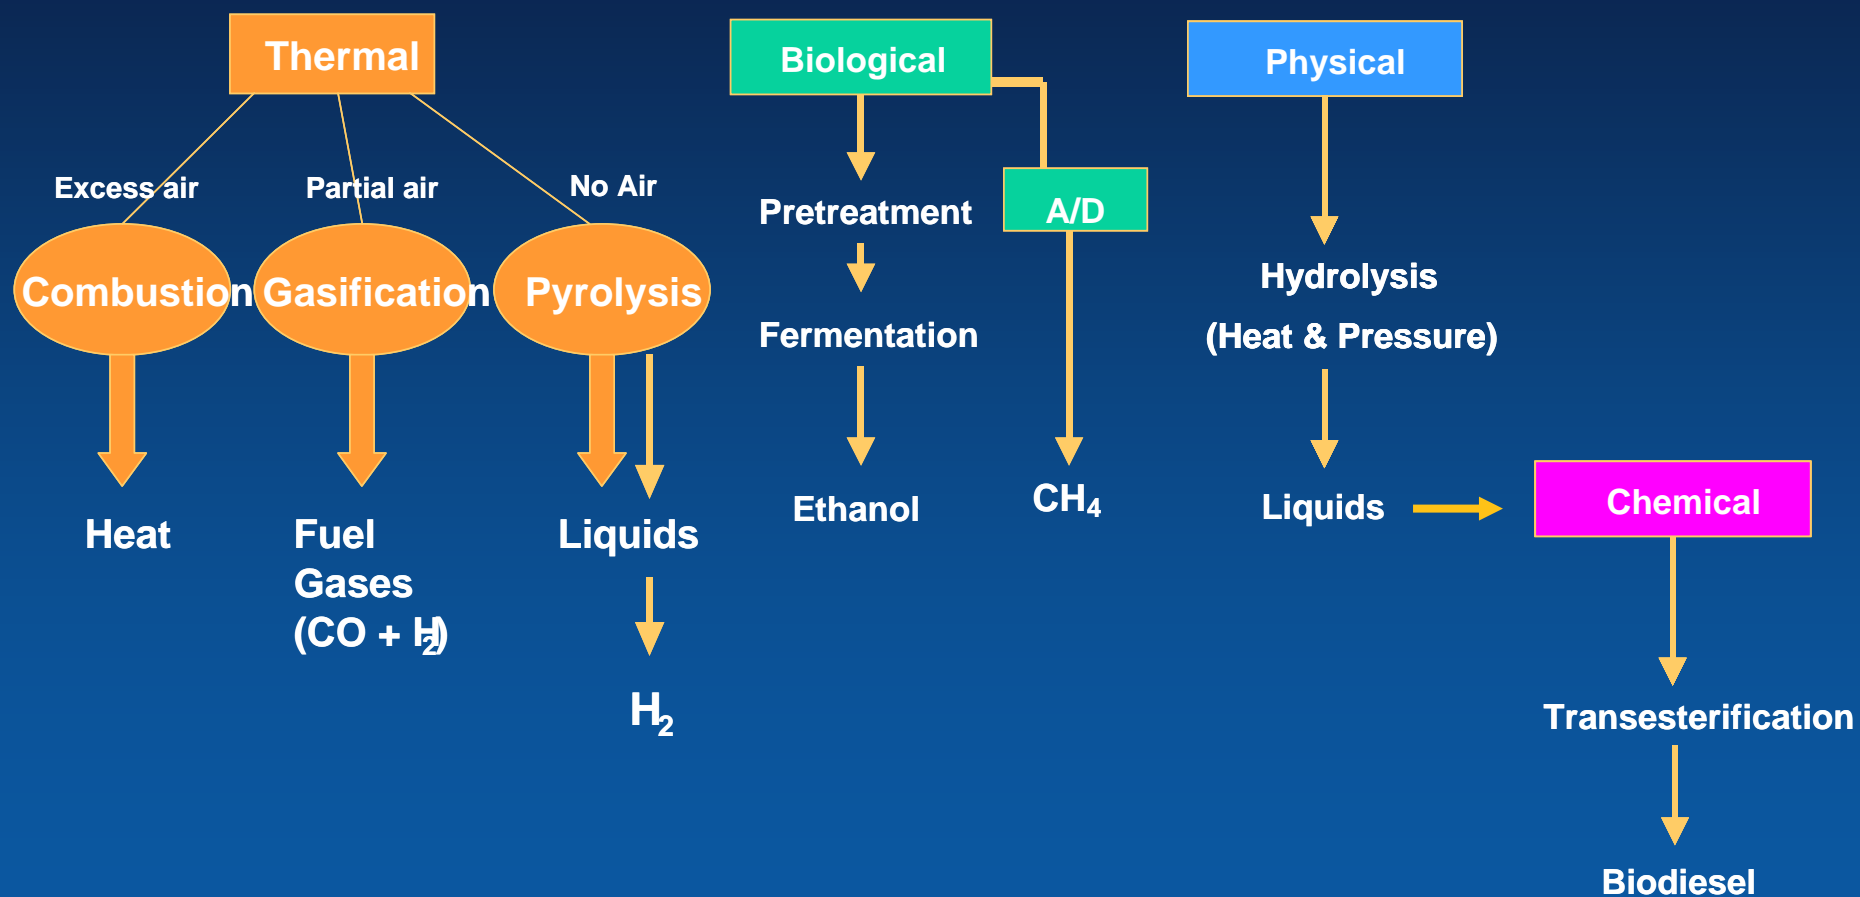 Thermal
Biological
Physical
Excess air
Partial air
No Air
Pretreatment
A/D
Combustion
Gasification
Pyrolysis
Hydrolysis
(Heat & Pressure)
Fermentation
Heat
Fuel
Gases
(CO + H₂)
Liquids
Ethanol
CH₄
Liquids
Chemical
H₂
Transesterification
Biodiesel